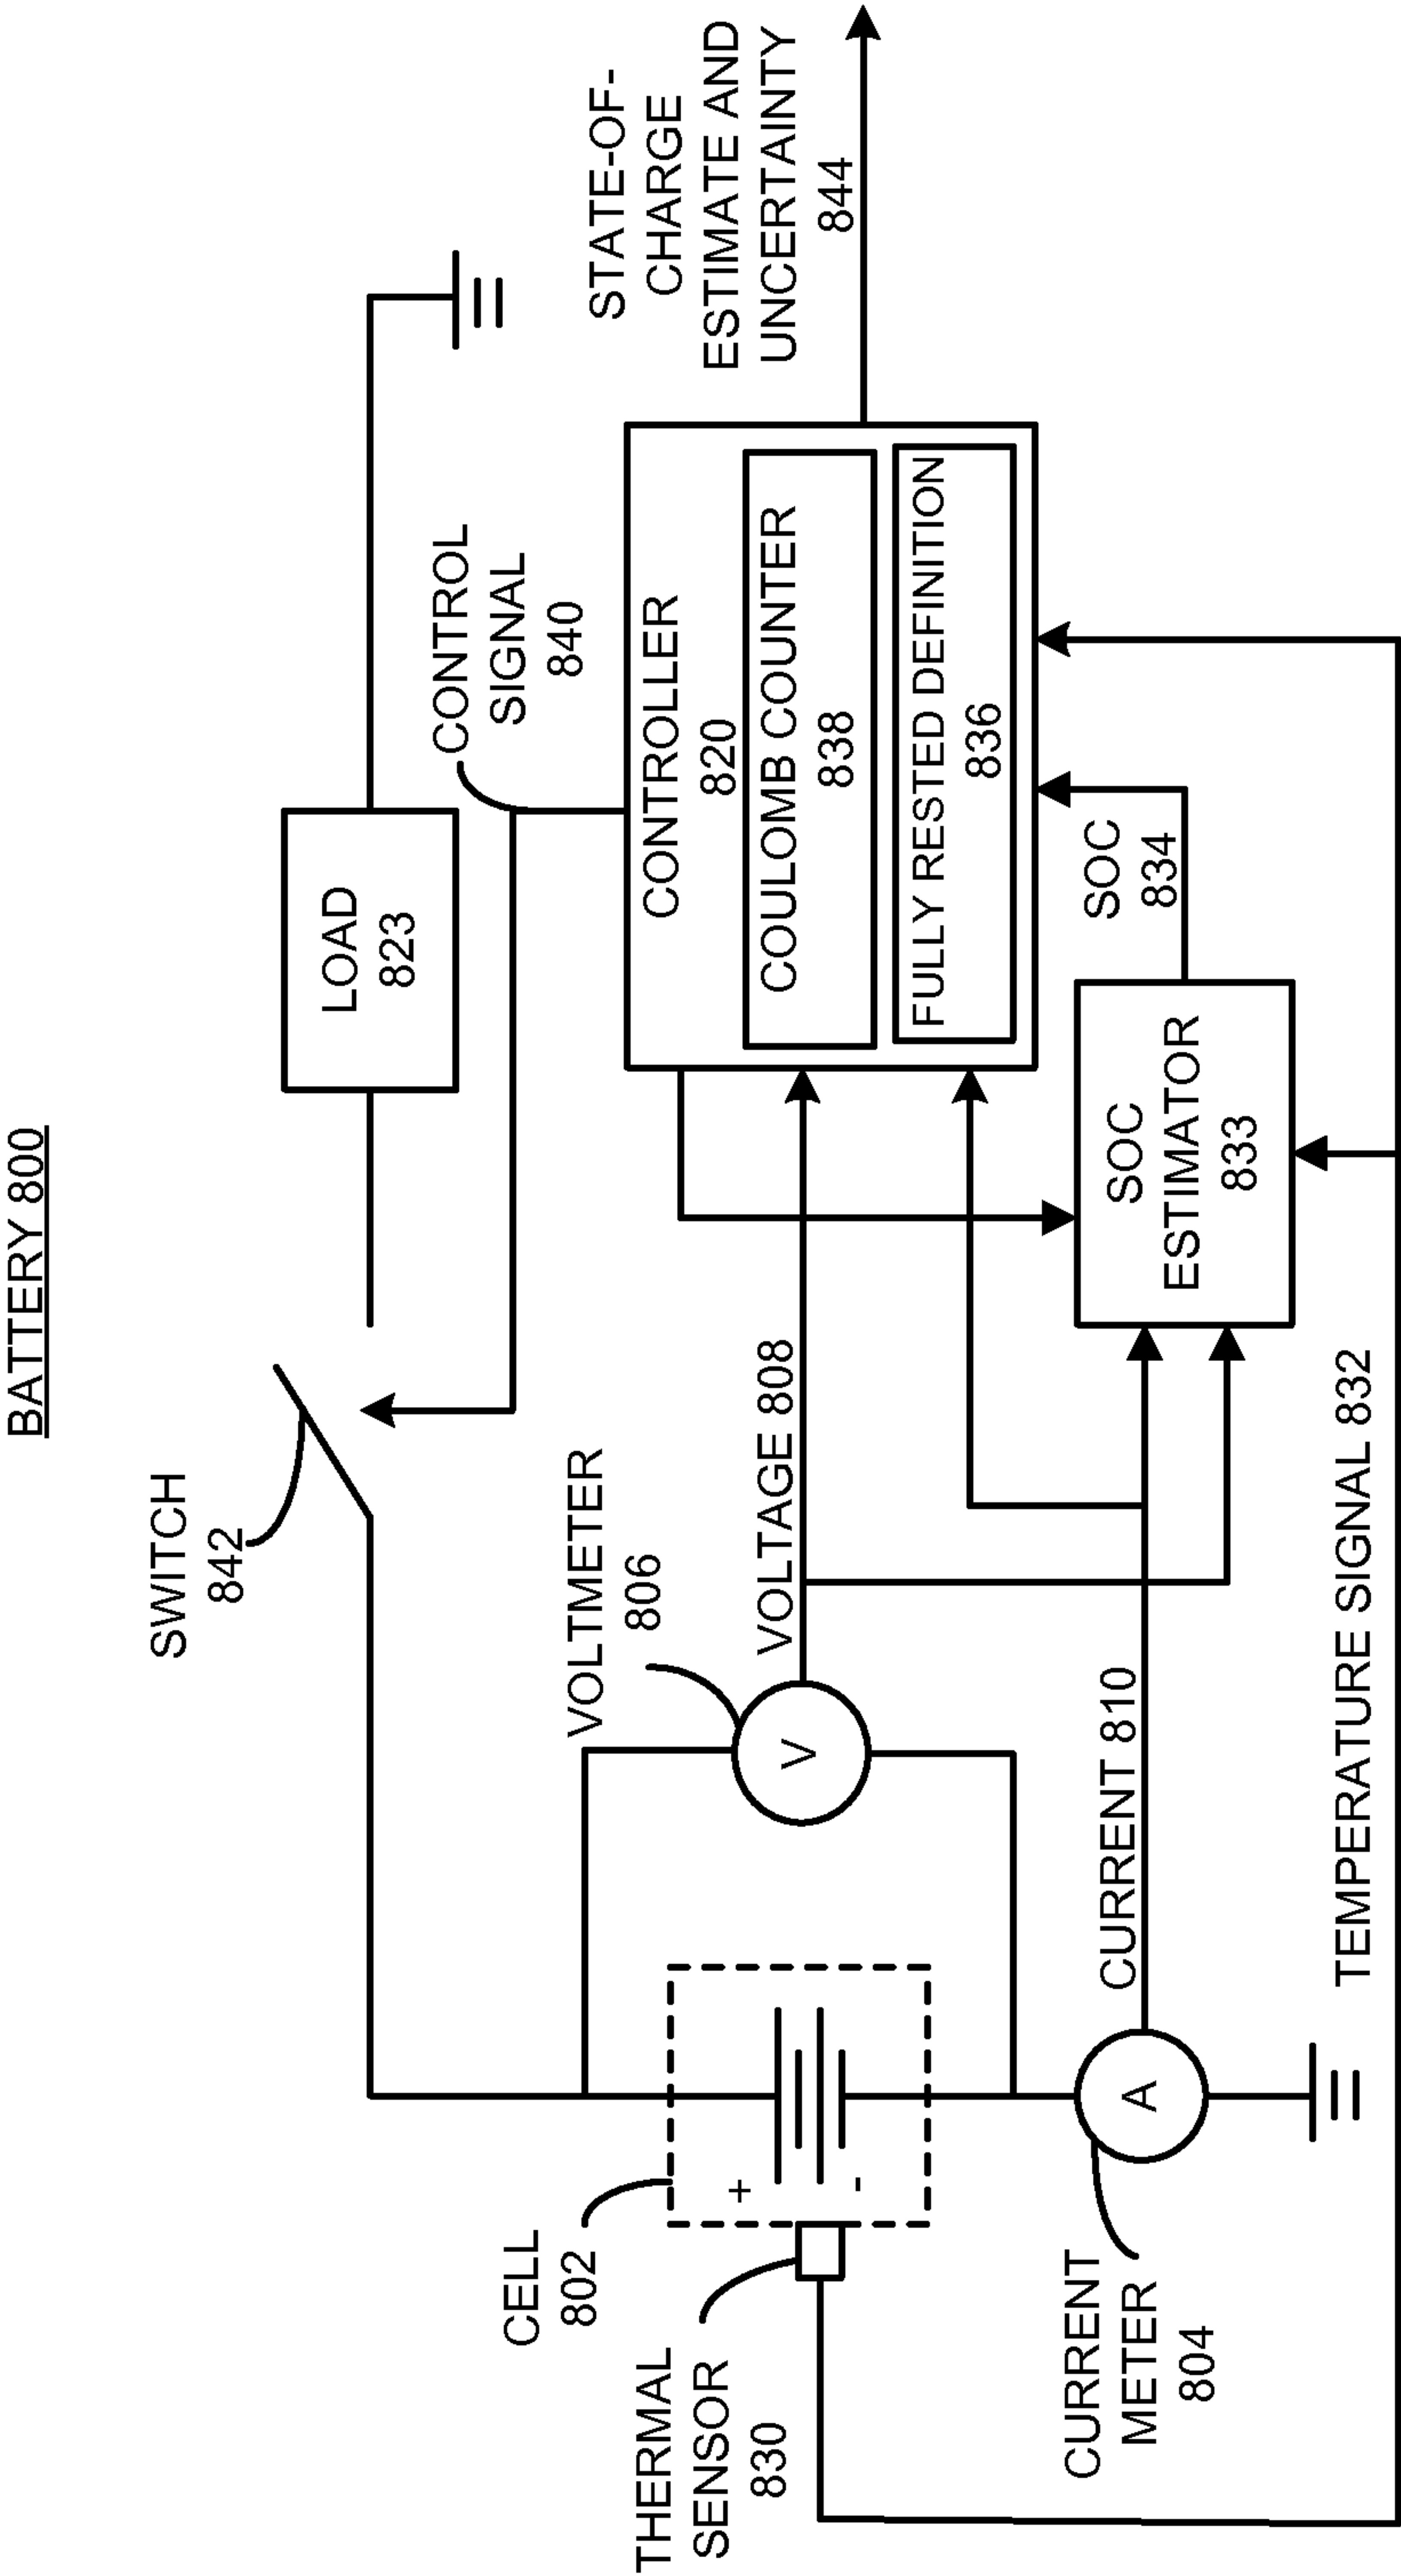 BATTERY 800
SWITCH
842
LOAD
823
CONTROL
SIGNAL
840
STATE-OF-
CHARGE
ESTIMATE AND
UNCERTAINTY
844
VOLTMETER
806
CELL
802
THERMAL
SENSOR
830
+
-
V
VOLTAGE 808
CONTROLLER
820
COULOMB COUNTER
838
FULLY RESTED DEFINITION
836
CURRENT
METER
804
A
CURRENT 810
SOC
ESTIMATOR
833
SOC
834
TEMPERATURE SIGNAL 832